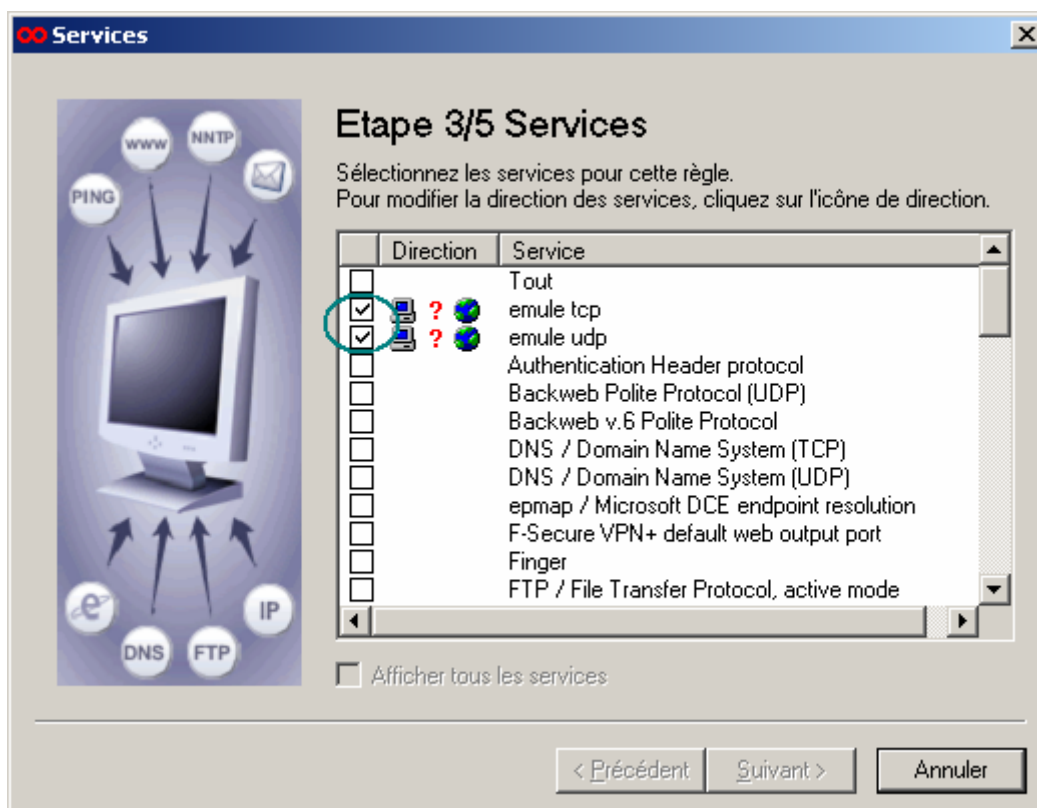 Services
Etape 3/5 Services
Sélectionnez les services pour cette règle.
Pour modifier la direction des services, cliquez sur l'icône de direction.
www
NNTP
PING
Direction Service
Tout
emule tcp
emule udp
Authentication Header protocol
Backweb Polite Protocol (UDP)
Backweb v.6 Polite Protocol
DNS / Domain Name System (TCP)
DNS / Domain Name System (UDP)
epmap / Microsoft DCE endpoint resolution
F-Secure VPN+ default web output port
Finger
FTP / File Transfer Protocol, active mode
e
IP
DNS
FTP
Afficher tous les services
< Précédent
Suivant >
Annuler